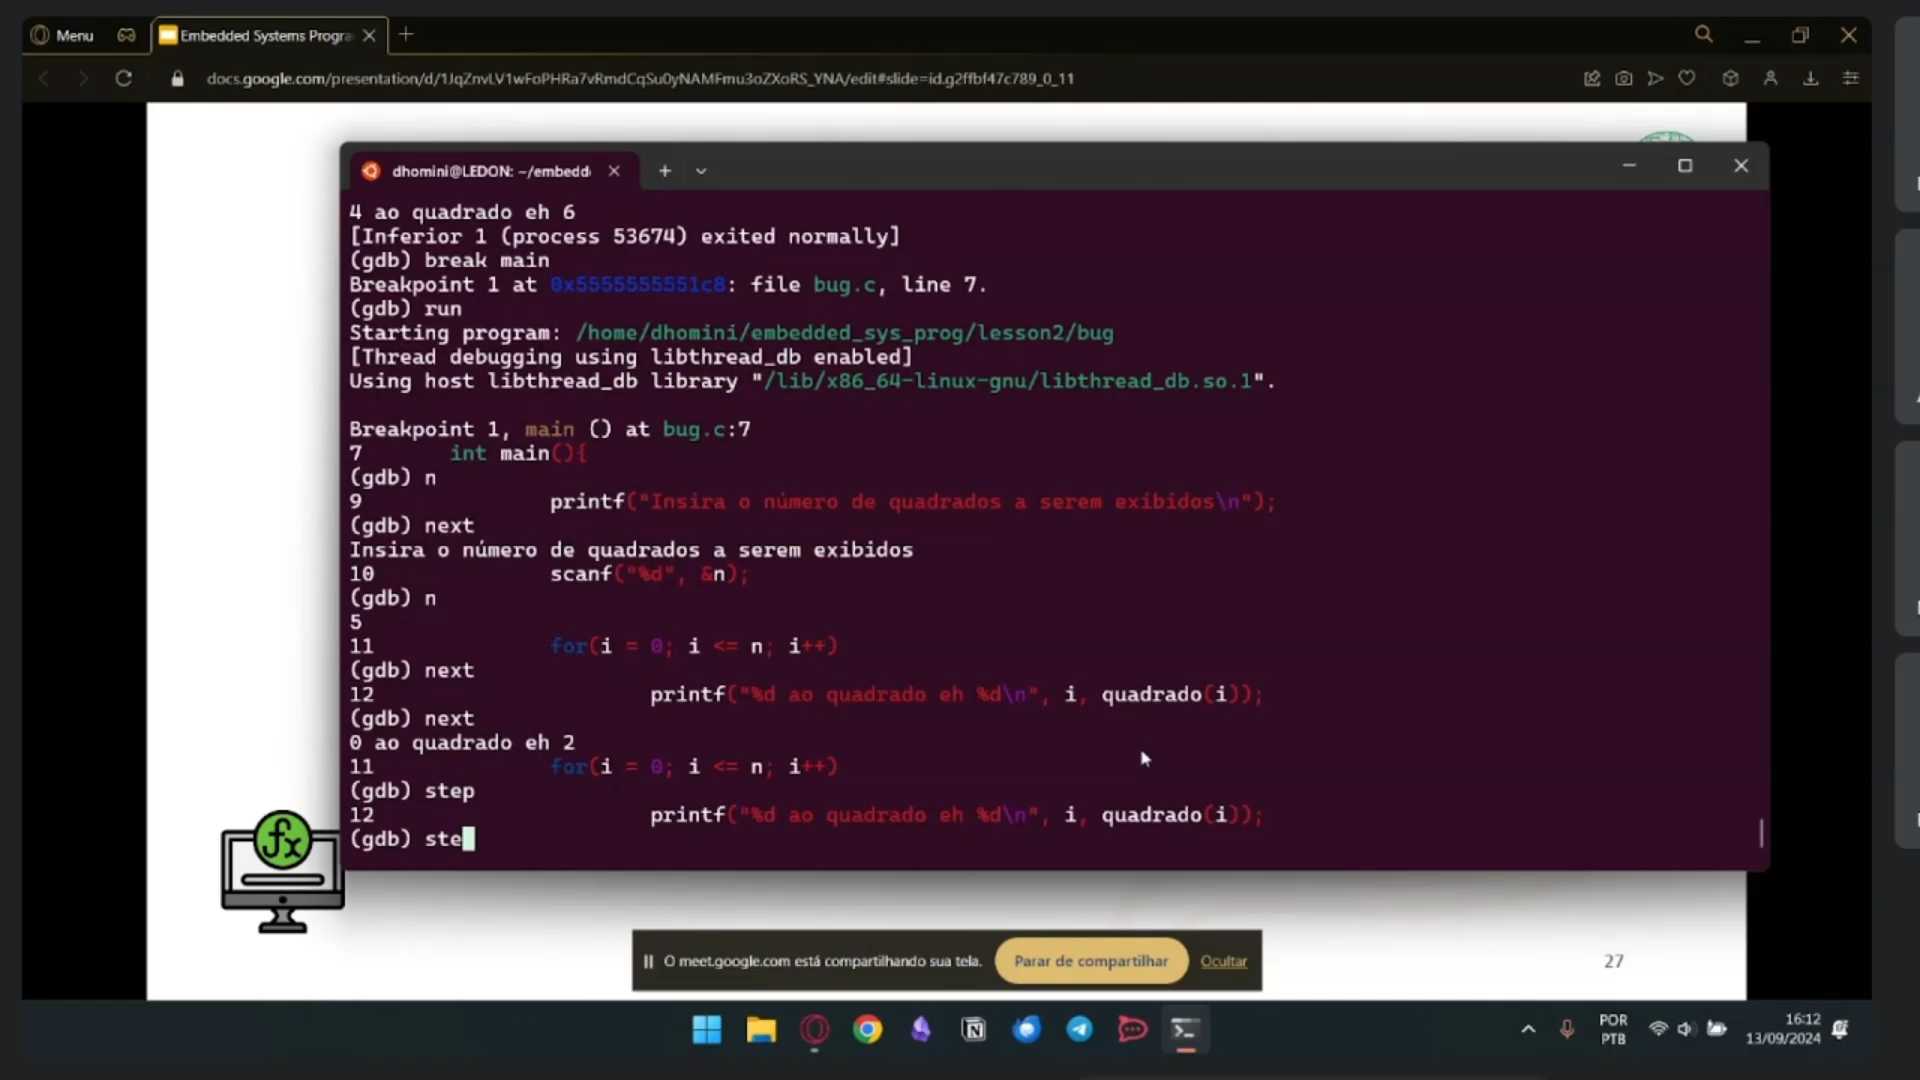 Menu
Embedded Systems Progra
docs.google.com/presentation/d/1JqZnvLV1wFoPHRa7vRmdCqSu0yNAMFmu3oZXoRS_YNA/edit#slide=id.g2ffbf47c789_0_11
dhomini@LEDON: ~/embedd
4 ao quadrado eh 6
[Inferior 1 (process 53674) exited normally]
(gdb) break main
Breakpoint 1 at 0x5555555551c8: file bug.c, line 7.
(gdb) run
Starting program: /home/dhomini/embedded_sys_prog/lesson2/bug
[Thread debugging using libthread_db enabled]
Using host libthread_db library "/lib/x86_64-linux-gnu/libthread_db.so.1".
Breakpoint 1, main () at bug.c:7
7 int main(){
(gdb) n
9 printf("Insira o número de quadrados a serem exibidos\n");
(gdb) next
Insira o número de quadrados a serem exibidos
10 scanf("%d", &n);
(gdb) n
5
11 for(i = 0; i <= n; i++)
(gdb) next
12 printf("%d ao quadrado eh %d\n", i, quadrado(i));
(gdb) next
0 ao quadrado eh 2
11 for(i = 0; i <= n; i++)
(gdb) step
12 printf("%d ao quadrado eh %d\n", i, quadrado(i));
(gdb) ste
fx
O meet.google.com está compartilhando sua tela. Parar de compartilhar Ocultar
27
POR
PTB
16:12
13/09/2024